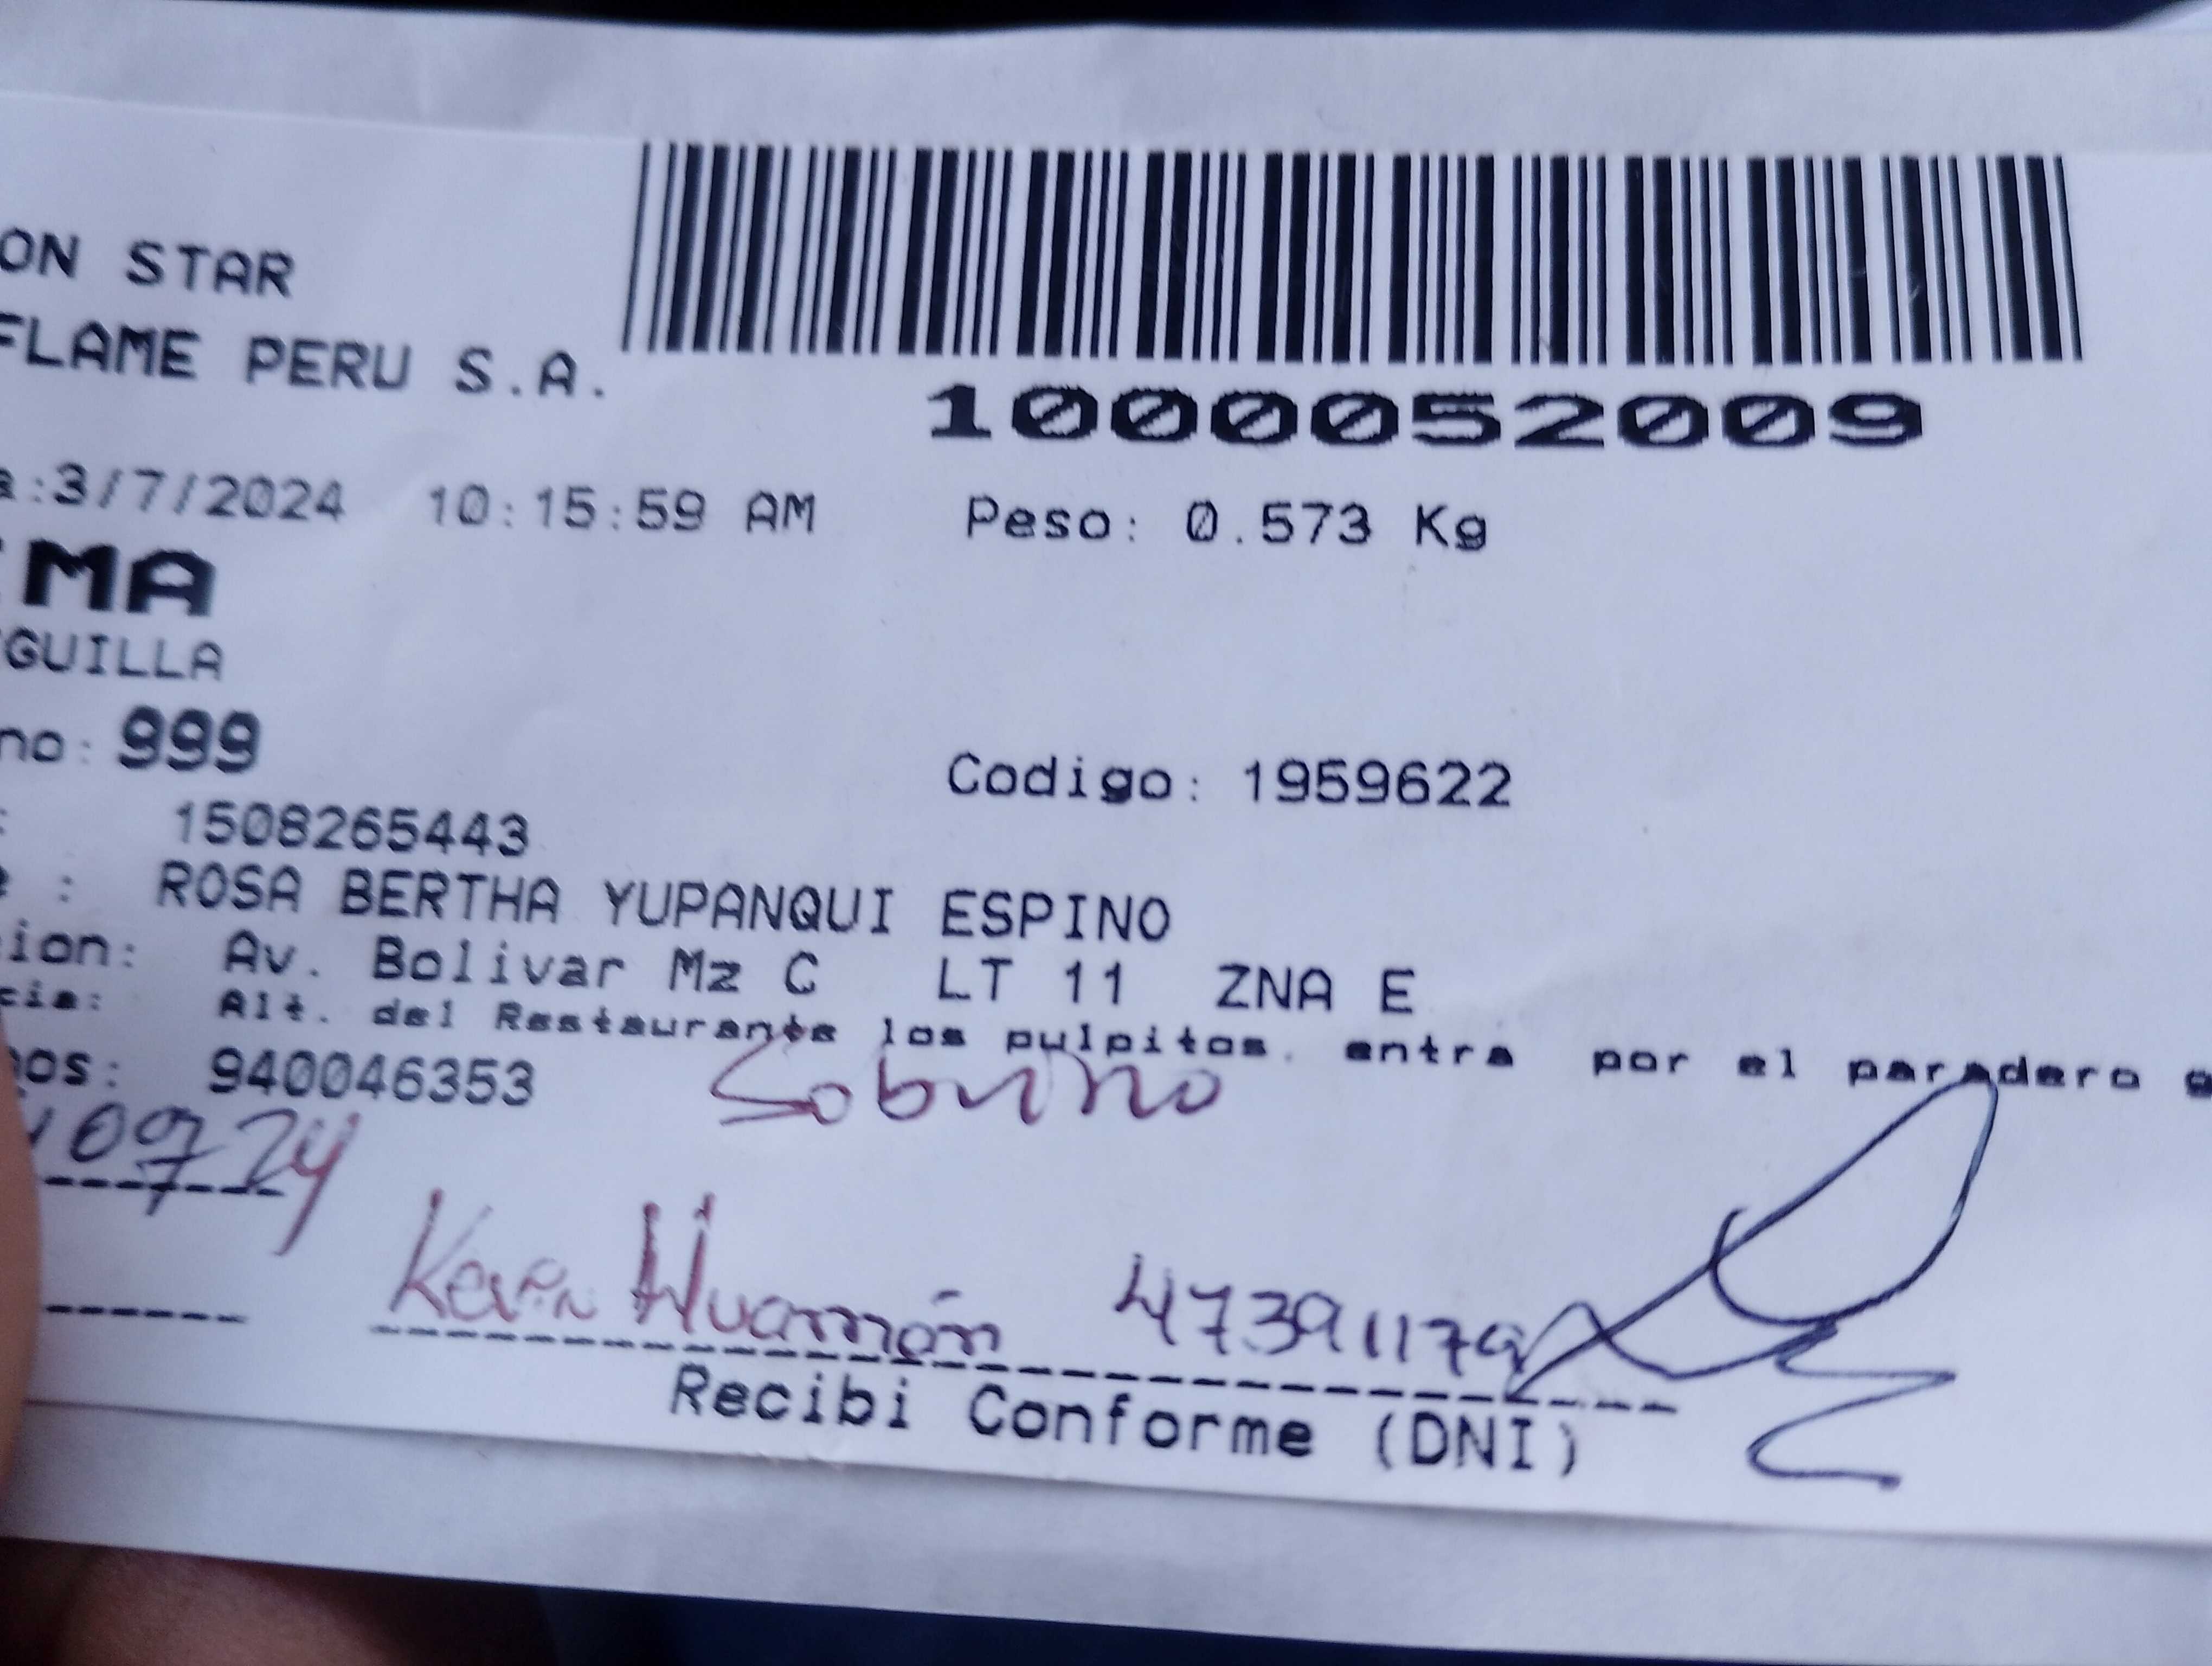 ON STAR
FLAME PERU S.A.
1000052009
a:3/7/2024 10:15:59 AM Peso: 0.573 Kg
MA
GUILLA
no: 999 Codigo: 1959622
: 1508265443
e : ROSA BERTHA YUPANQUI ESPINO
ion: Av. Bolivar Mz C LT 11 ZNA E
cia: Alt. del Restaurante los pulpitos. entra por el paradero
os: 940046353 Sobrino
Kevin Huamán 47391179
Recibi Conforme (DNI)